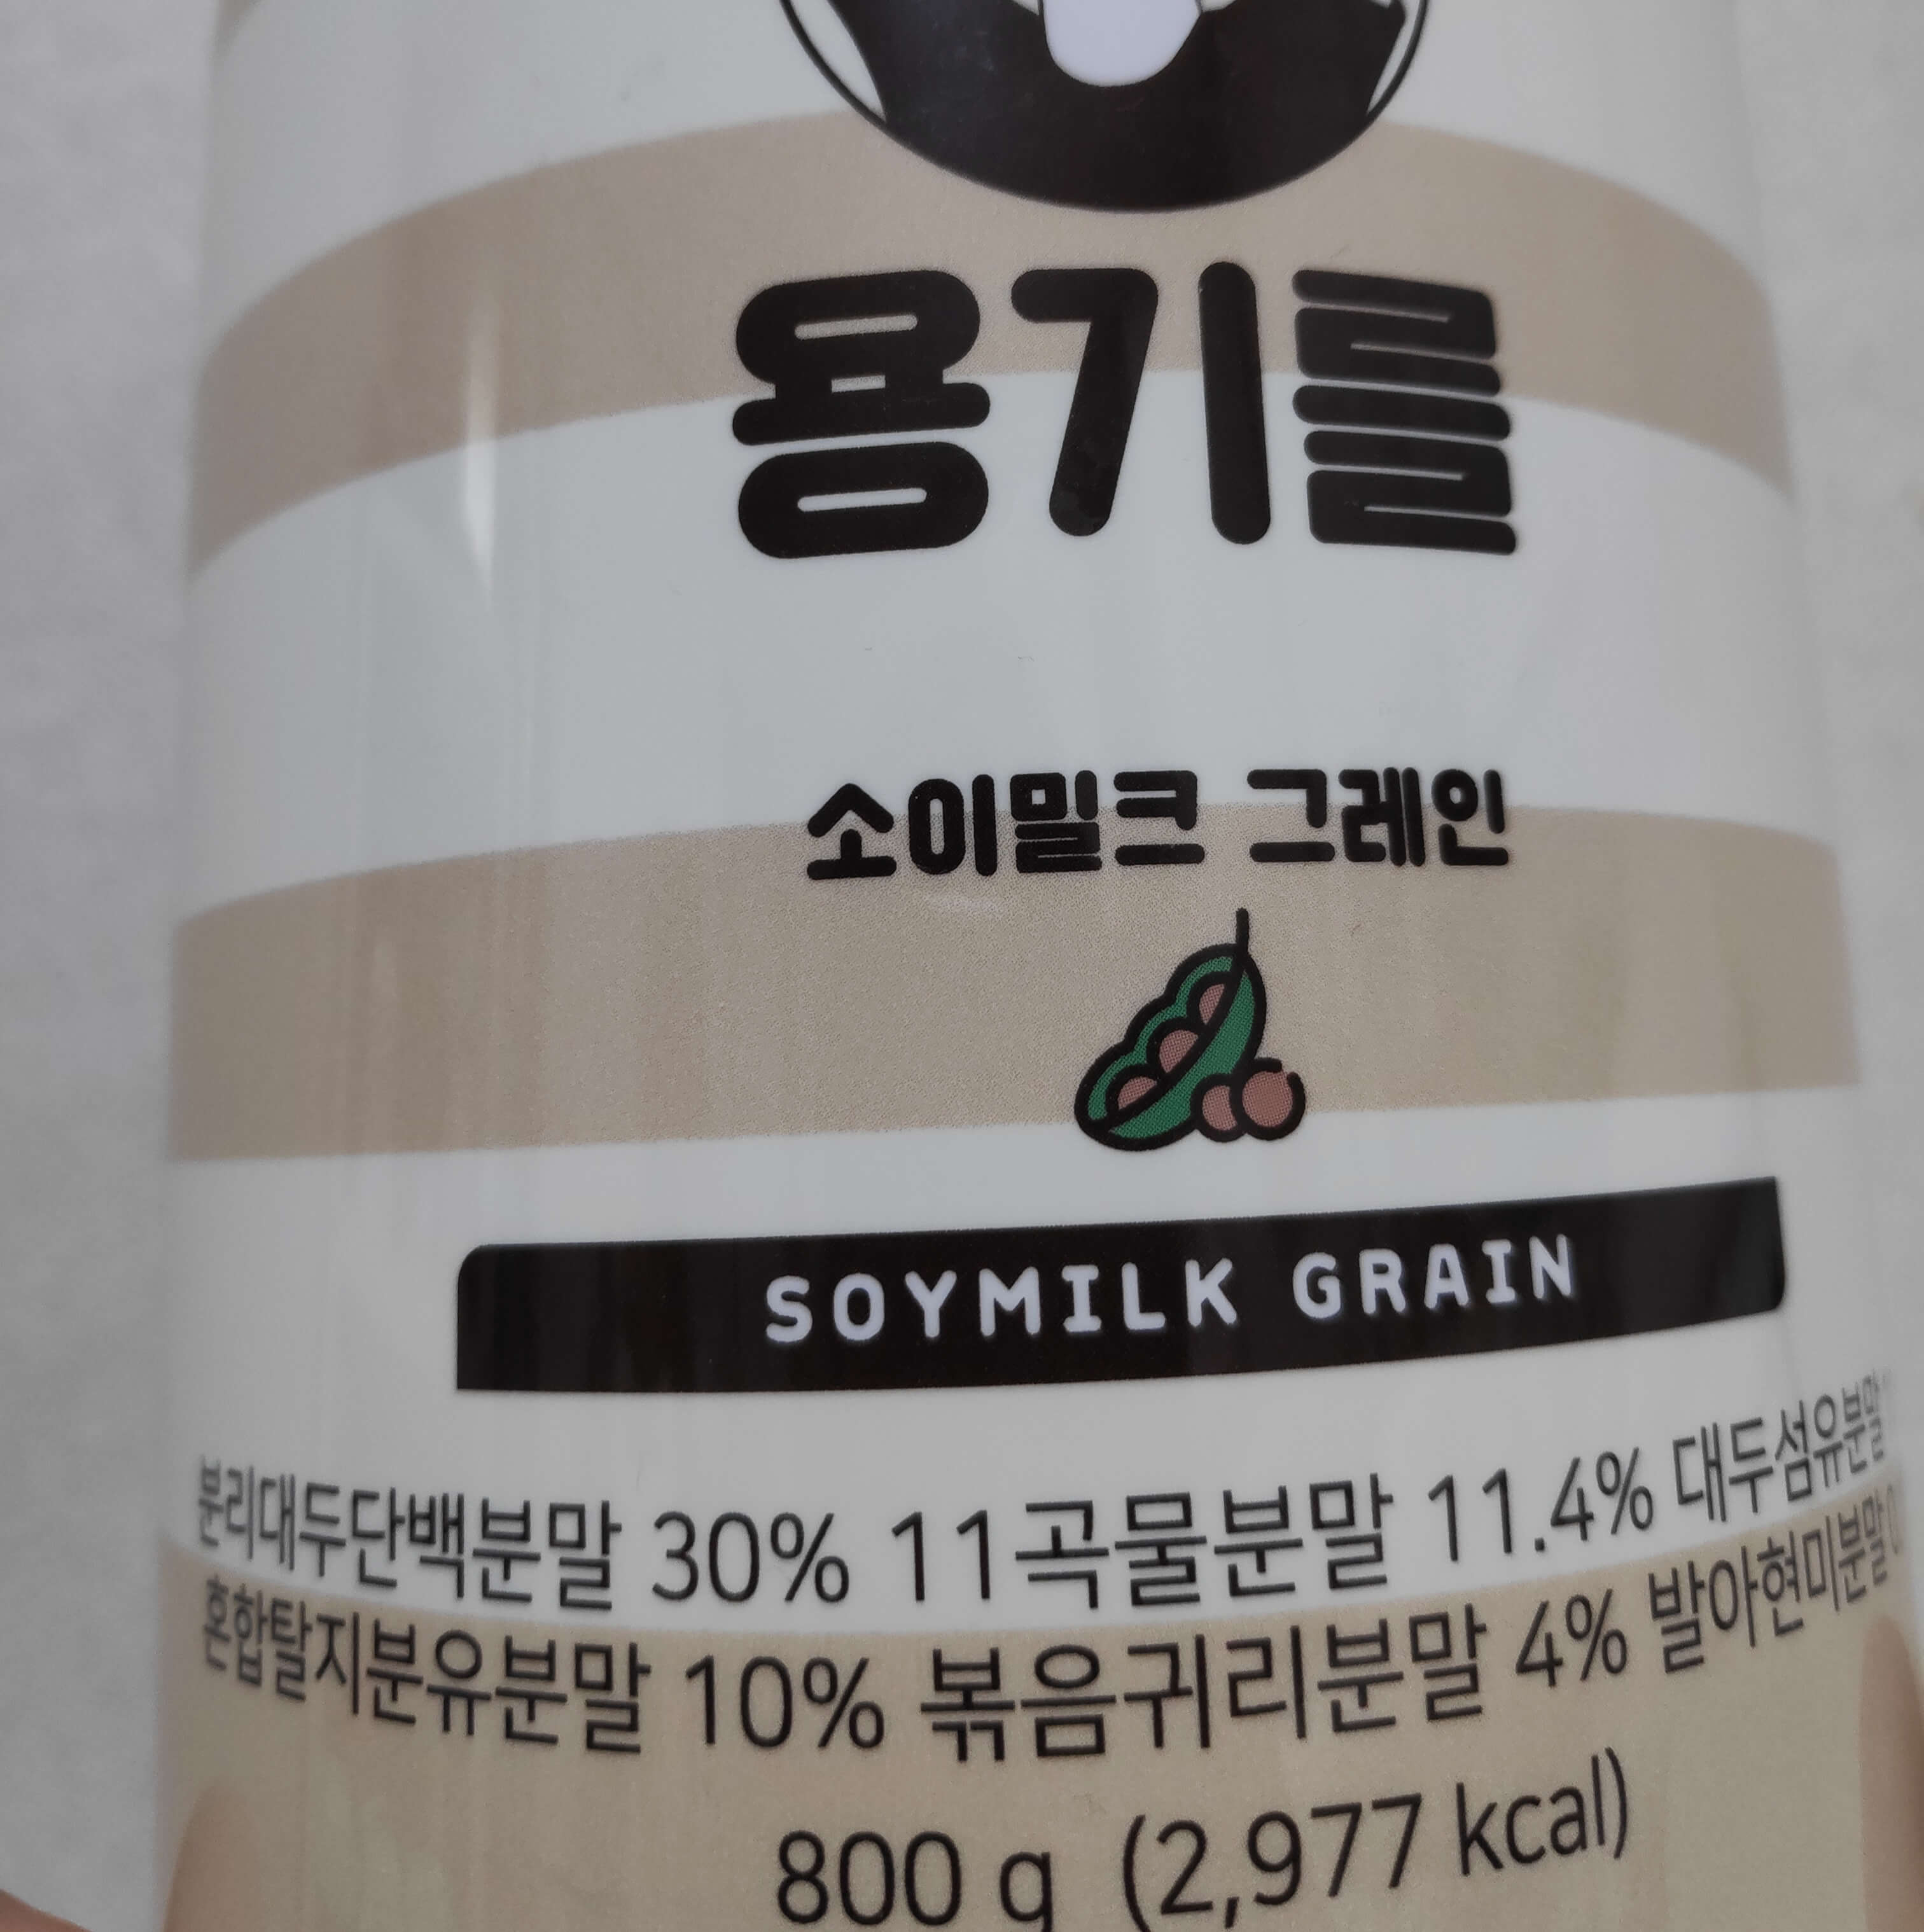 용기를
소이밀크 그레인
SOYMILK GRAIN
분리대두단백분말 30% 11곡물분말 11.4% 대두섬유분말
혼합탈지분유분말 10% 볶음귀리분말 4% 발아현미분말
800 g (2,977 kcal)